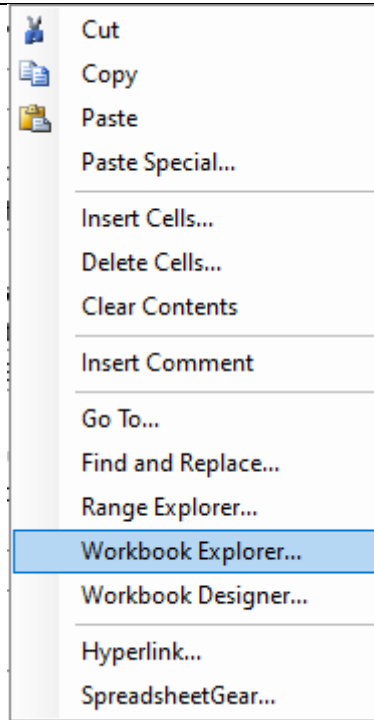 Cut
Copy
Paste
Paste Special...
Insert Cells...
Delete Cells...
Clear Contents
Insert Comment
Go To...
Find and Replace...
Range Explorer...
Workbook Explorer...
Workbook Designer...
Hyperlink...
SpreadsheetGear...